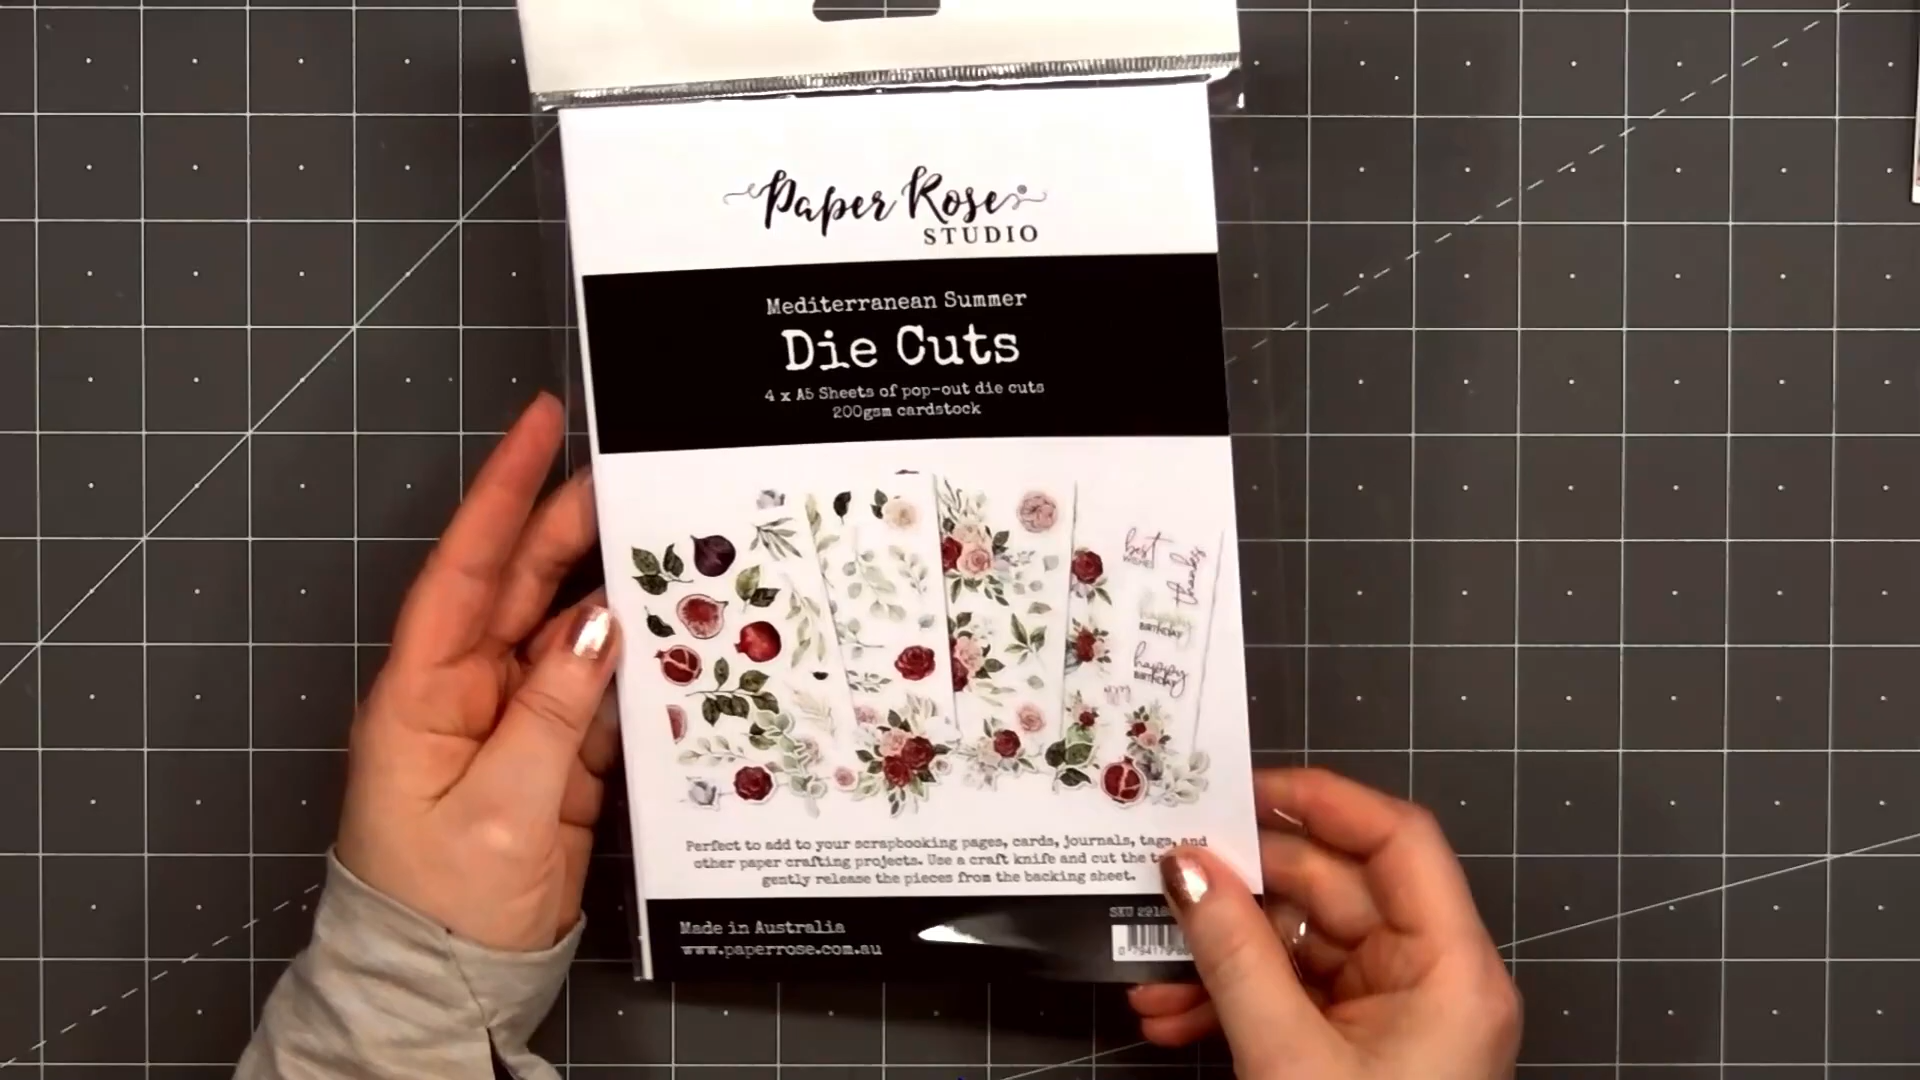 Paper Rose
STUDIO
Mediterranean Summer
Die Cuts
4 x A5 Sheets of pop-out die cuts
200gsm cardstock
best
WISHES
thanks
happy
BIRTHDAY
happy
BIRTHDAY
Perfect to add to your scrapbooking pages, cards, journals, tags, and
other paper crafting projects. Use a craft knife and cut the
gently release the pieces from the backing sheet.
Made in Australia
www.paperrose.com.au
SKU